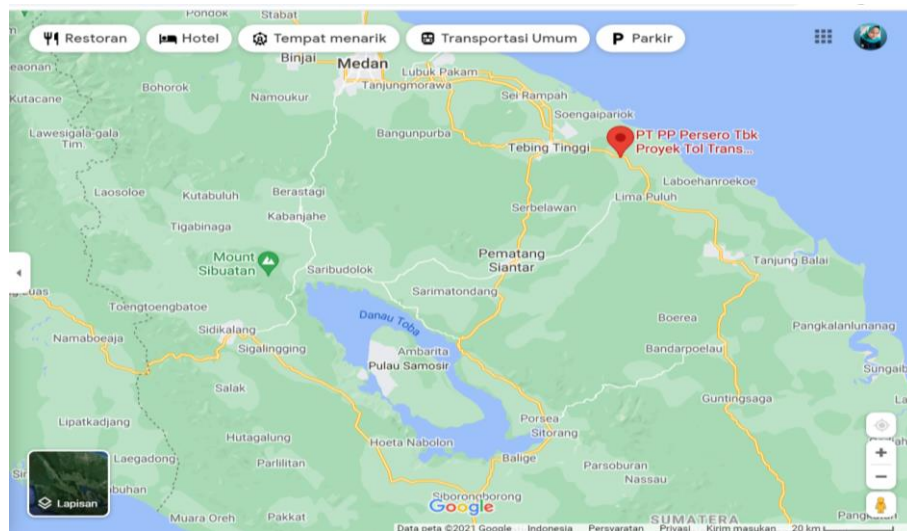 Pondok
Stabat
Restoran
Hotel
Tempat menarik
Transportasi Umum
P Parkir
Binjai
Medan
Lubuk Pakam
Tanjungmorawa
Bohorok
Namoukur
Sei Rampah
Kutacane
Soengaipariok
Lawesigala-gala
Tim.
Bangunpurba
Tebing Tinggi
PT PP Persero Tbk
Proyek Tol Trans...
Laosoloe
Kutabuluh
Berastagi
Laboehanroekoe
Lima Puluh
Serbelawan
Kabanjahe
Tigabinaga
Mount
Sibuatan
Saribudolok
Pematang
Siantar
Tanjung Balai
Sarimatondang
Toengtoengbatoe
Danau Toba
Boerea
Namaboeaja
Sidikalang
Sigalingging
Pangkalanlunanag
Ambarita
Pulau Samosir
Bandarpoelau
Salak
Guntingsaga
Lipatkadjang
Porsea
Sitorang
Hutagalung
Hoeta Nabolon
Laegadong
Parlilitan
Balige
Parsoburan
Nassau
Lapisan
Siborongborong
Google
Muara Oreh
Pakkat
SUMATERA
Data peta ©2021 Google Indonesia Persyaratan Privasi Kirim masukan 20 km